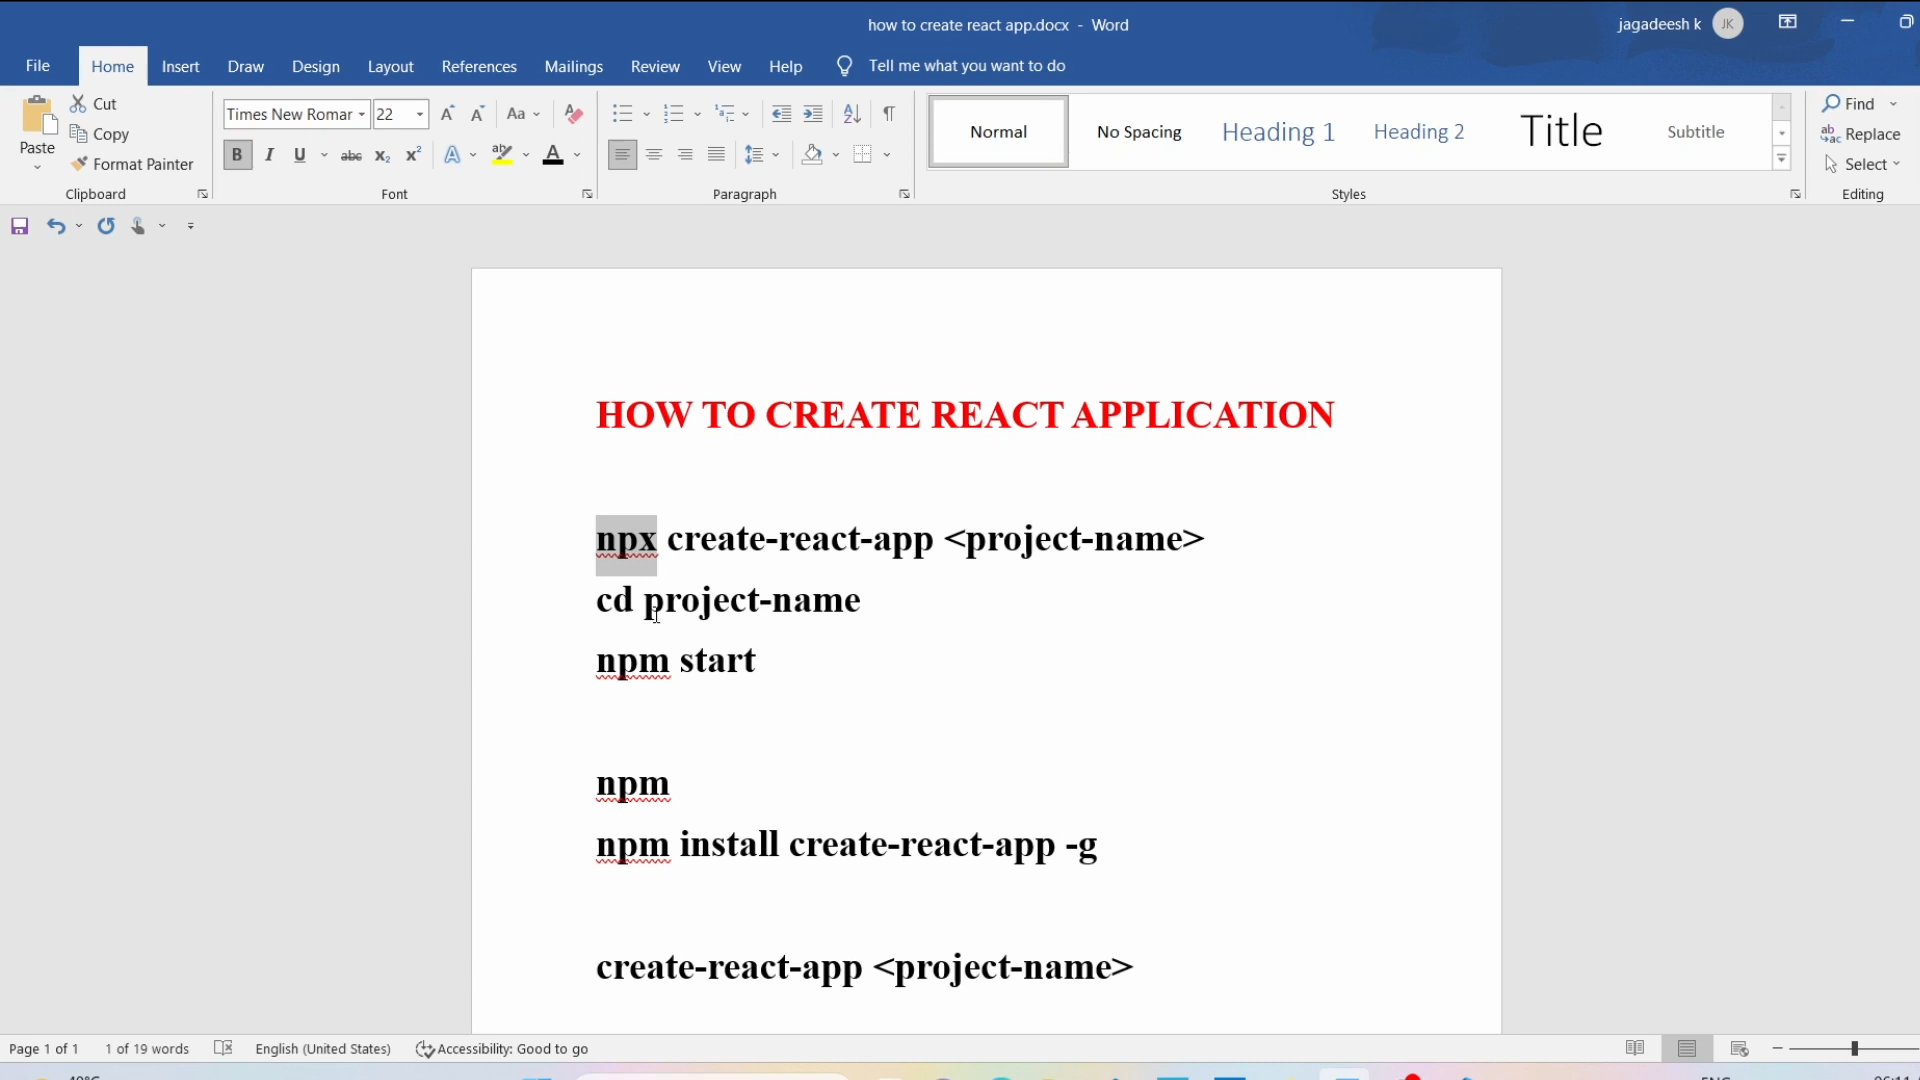 how to create react app.docx - Word
jagadeesh k JK
File Home Insert Draw Design Layout References Mailings Review View Help Tell me what you want to do
Paste
Cut
Copy
Format Painter
Clipboard
Times New Romar 22
Aa
B I U abc X₂ X² A ab A
Font
Paragraph
Normal No Spacing Heading 1 Heading 2 Title Subtitle
Styles
Find
Replace
Select
Editing
HOW TO CREATE REACT APPLICATION
npx create-react-app <project-name>
cd project-name
npm start
npm
npm install create-react-app -g
create-react-app <project-name>
Page 1 of 1 1 of 19 words English (United States) Accessibility: Good to go